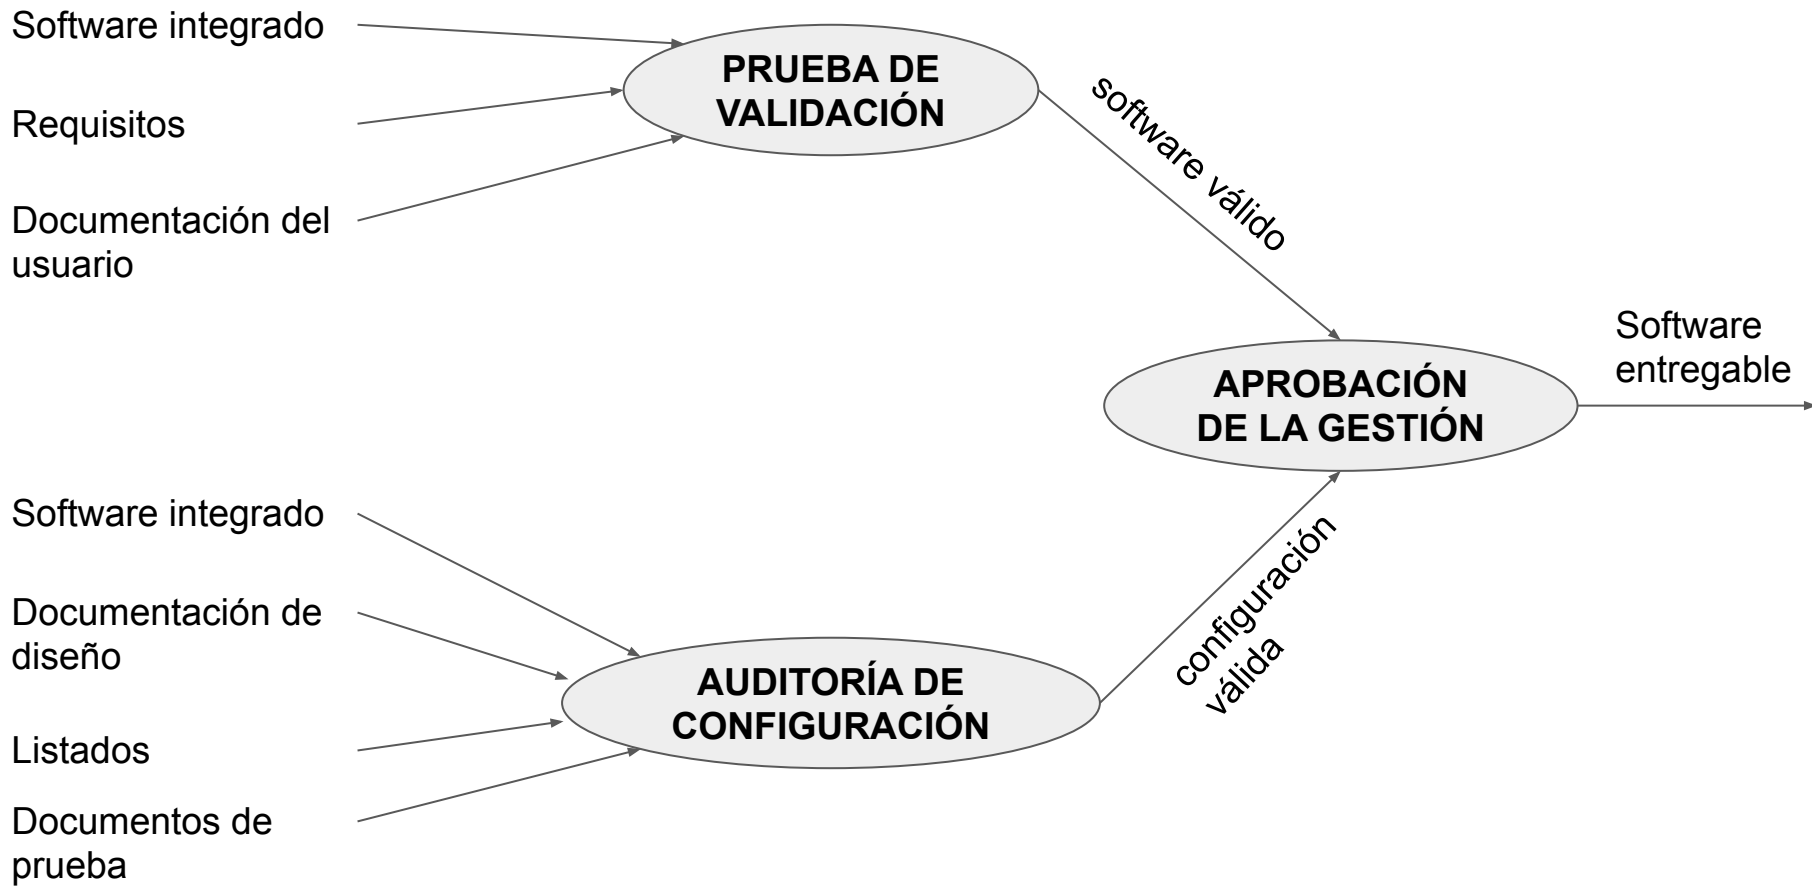 Software integrado
Requisitos
Documentación del
usuario
PRUEBA DE
VALIDACIÓN
software válido
Software
entregable
APROBACIÓN
DE LA GESTIÓN
Software integrado
Documentación de
diseño
Listados
Documentos de
prueba
AUDITORÍA DE
CONFIGURACIÓN
configuración
válida